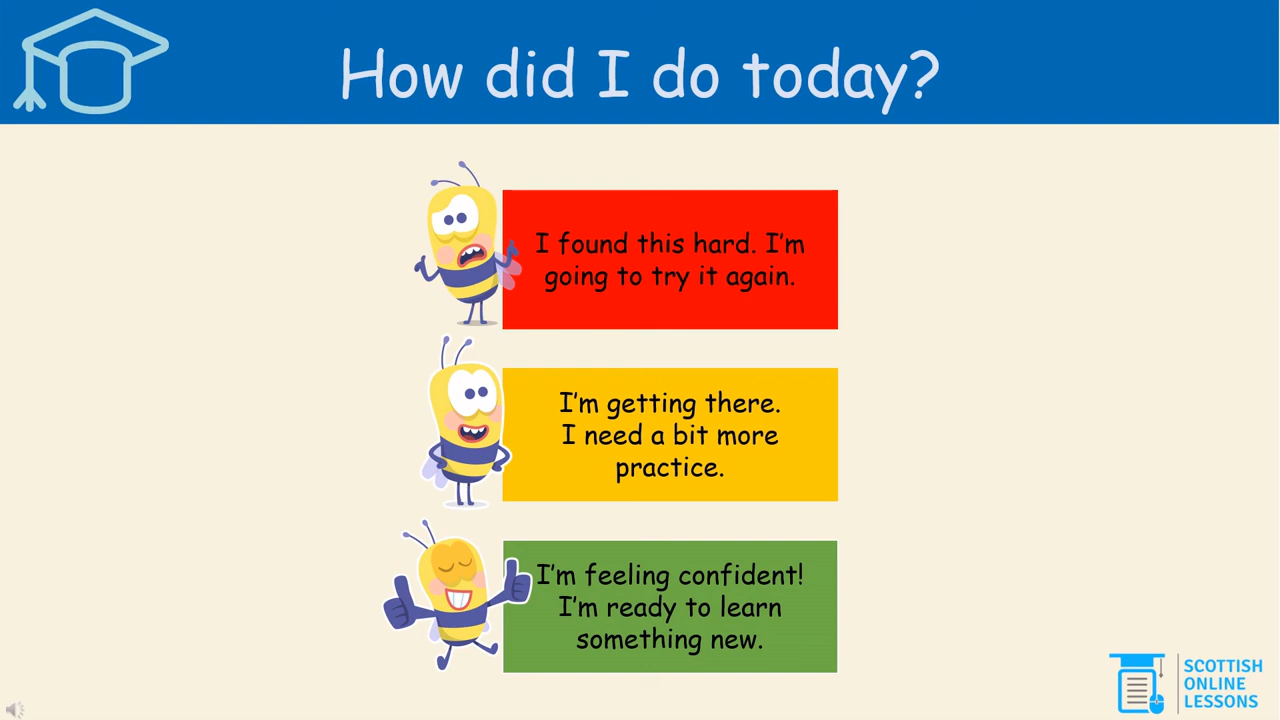 How did I do today?
I found this hard. I’m
going to try it again.
I’m getting there.
I need a bit more
practice.
I’m feeling confident!
I’m ready to learn
something new.
SCOTTISH
ONLINE
LESSONS